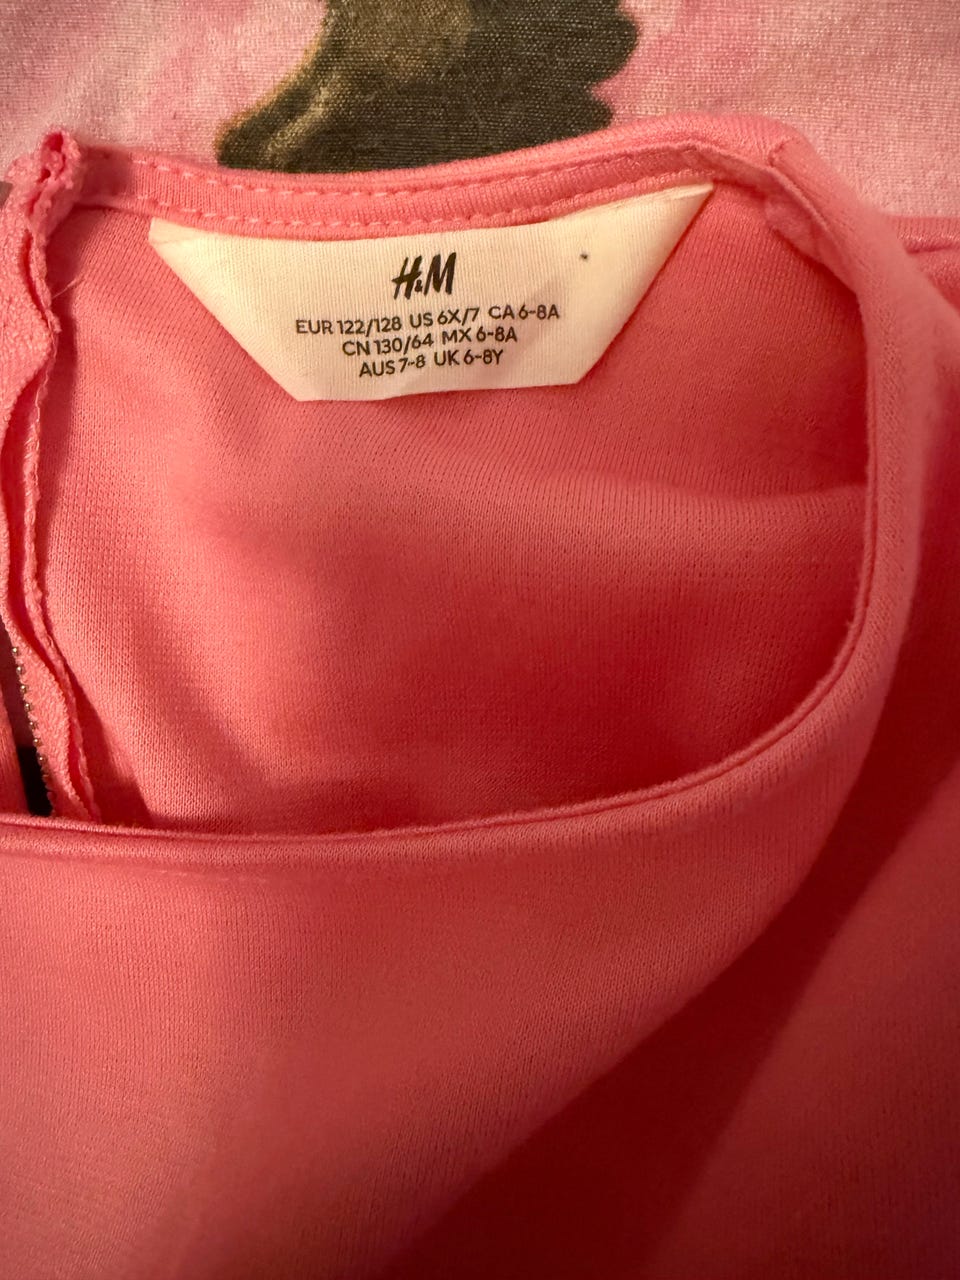 H&M
EUR 122/128 US 6X/7 CA 6-8A
CN 130/64 MX 6-8A
AUS 7-8 UK 6-8Y